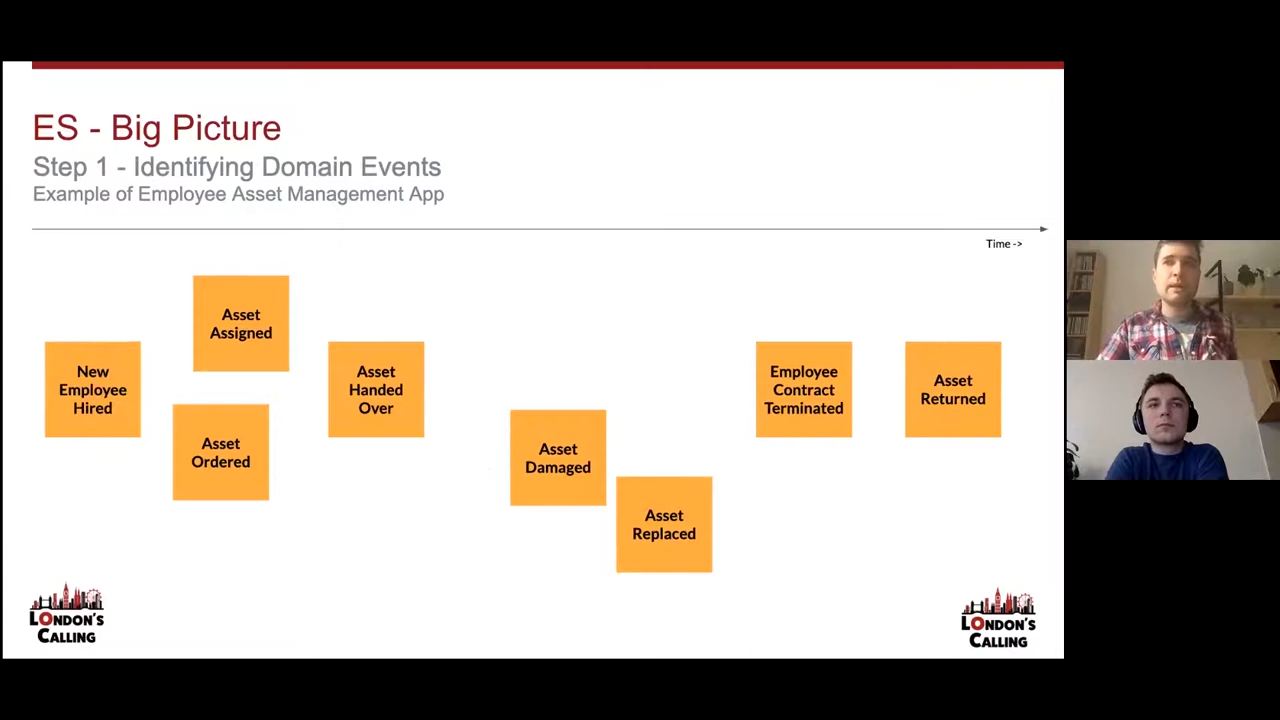 ES - Big Picture
Step 1 - Identifying Domain Events
Example of Employee Asset Management App
Time ->
New
Employee
Hired
Asset
Assigned
Asset
Ordered
Asset
Handed
Over
Asset
Damaged
Asset
Replaced
Employee
Contract
Terminated
Asset
Returned
LONDON'S
CALLING
LONDON'S
CALLING